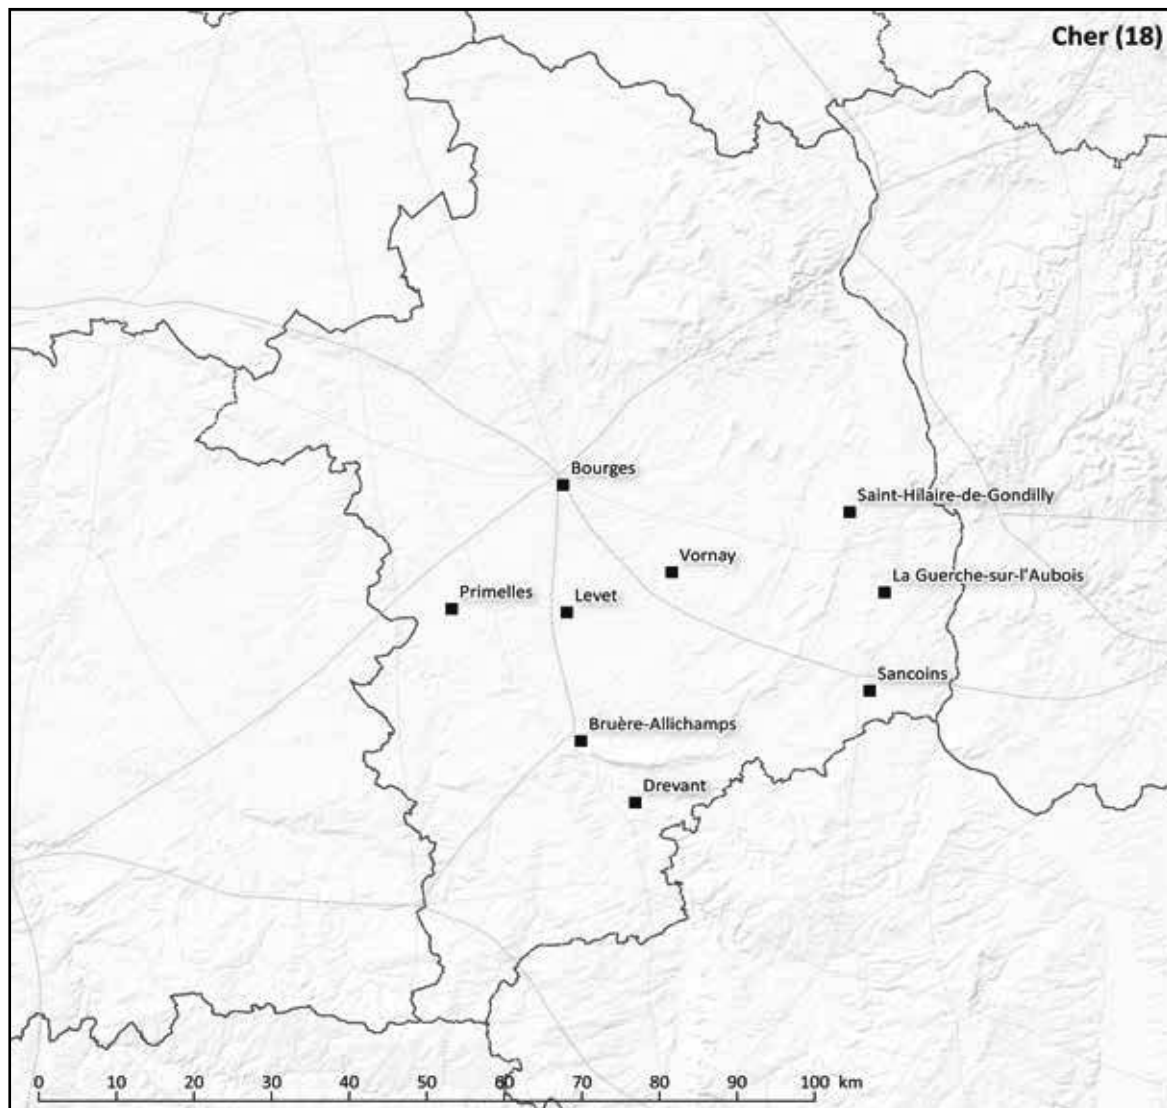 Cher (18)
Bourges
Saint-Hilaire-de-Gondilly
Vornay
La Guerche-sur-l'Aubois
Primelles
Levet
Sancoins
Bruère-Allichamps
Drevant
0 10 20 30 40 50 60 70 80 90 100 km